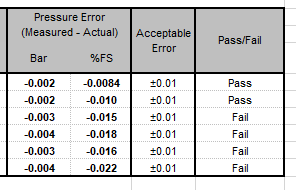 Pressure Error
(Measured - Actual)
Acceptable
Error
Pass/Fail
Bar %FS
-0.002 -0.0084 ±0.01 Pass
-0.002 -0.010 ±0.01 Pass
-0.003 -0.015 ±0.01 Fail
-0.004 -0.018 ±0.01 Fail
-0.003 -0.016 ±0.01 Fail
-0.004 -0.022 ±0.01 Fail